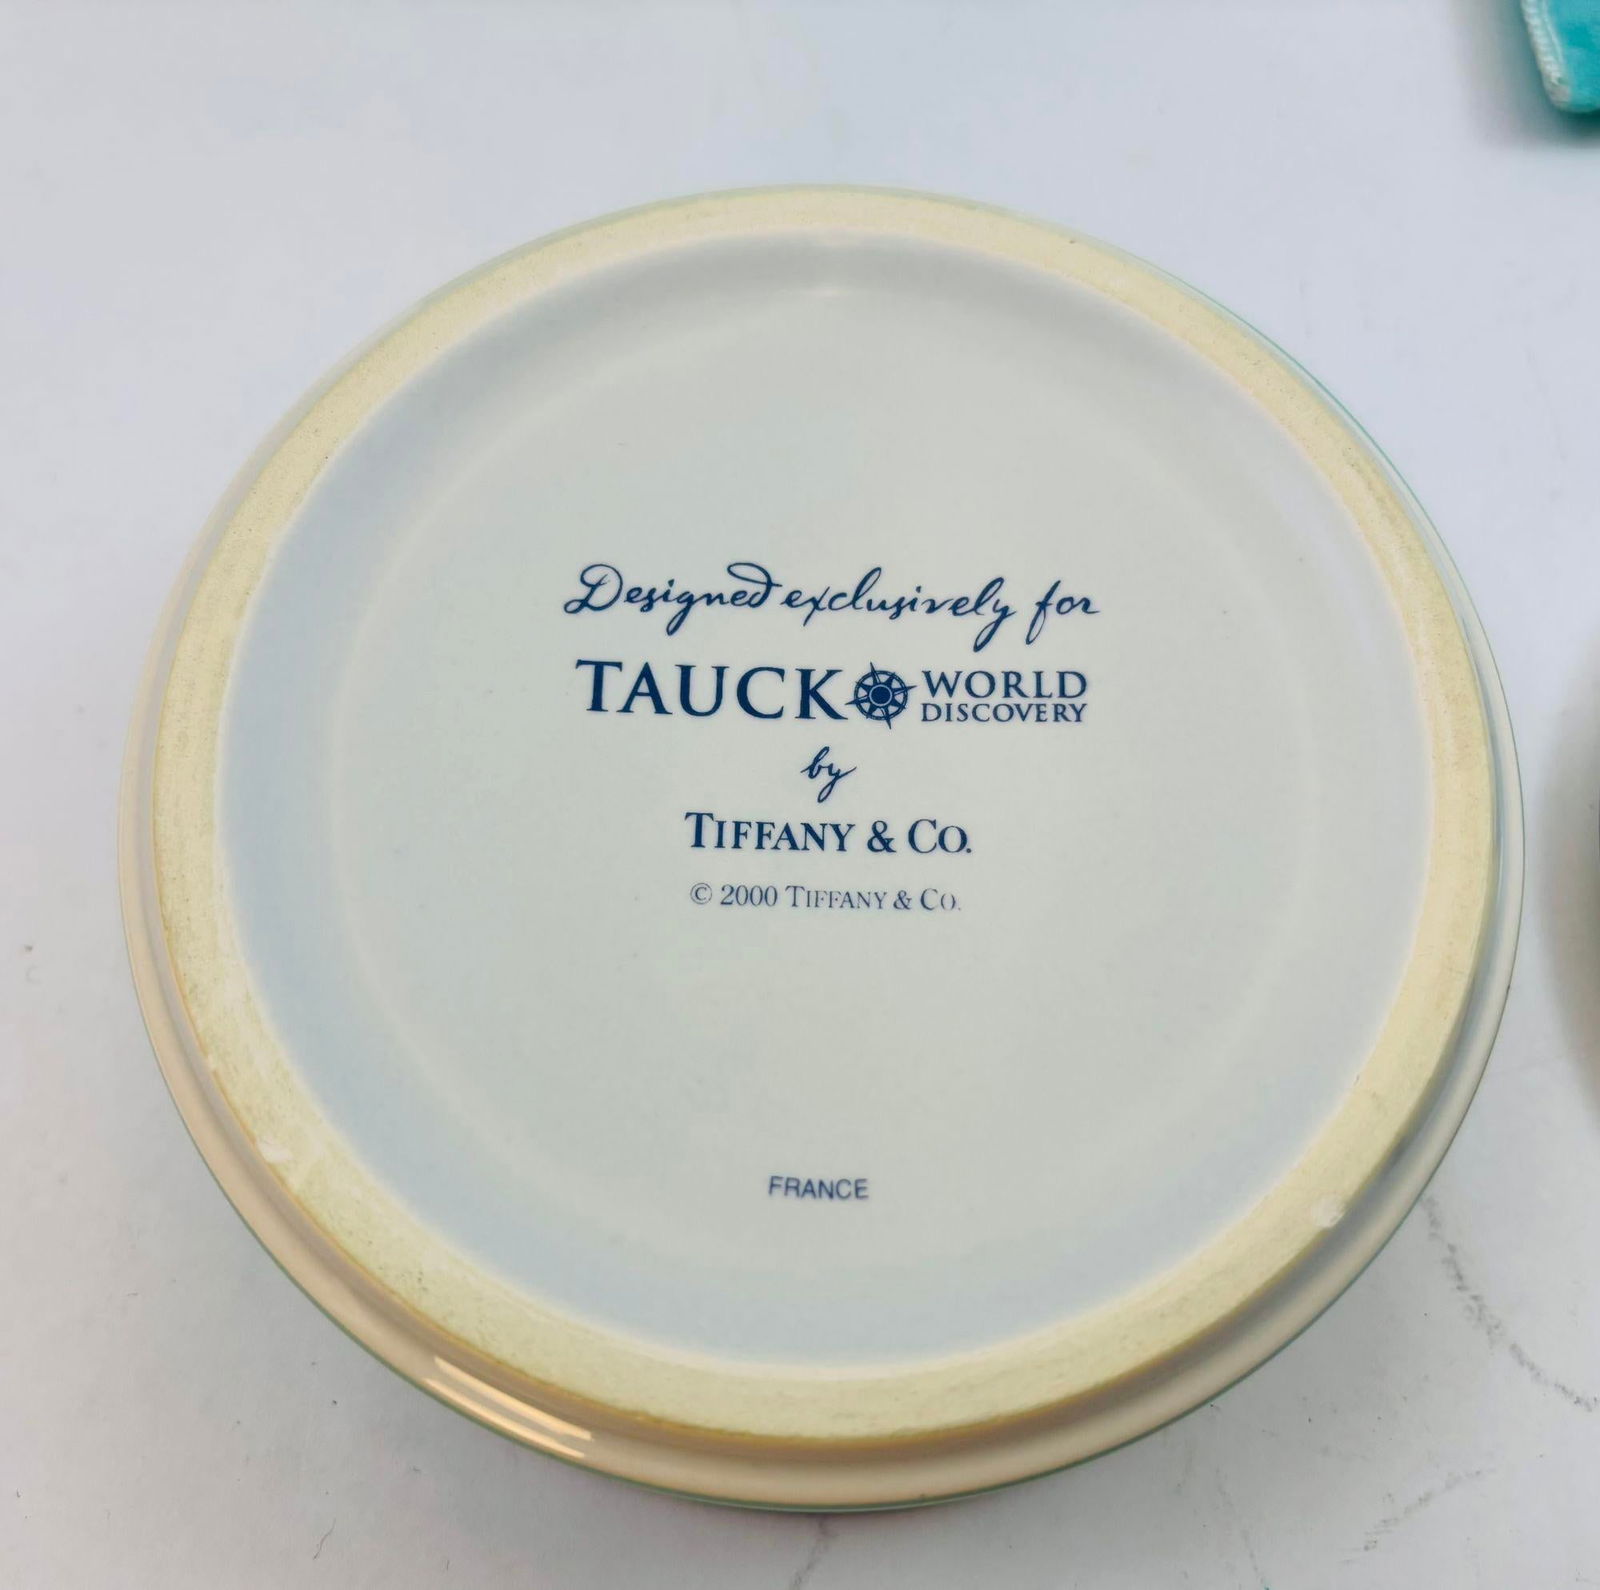 Designed exclusively for
TAUCK WORLD
DISCOVERY
by
TIFFANY & CO.
© 2000 TIFFANY & CO.
FRANCE